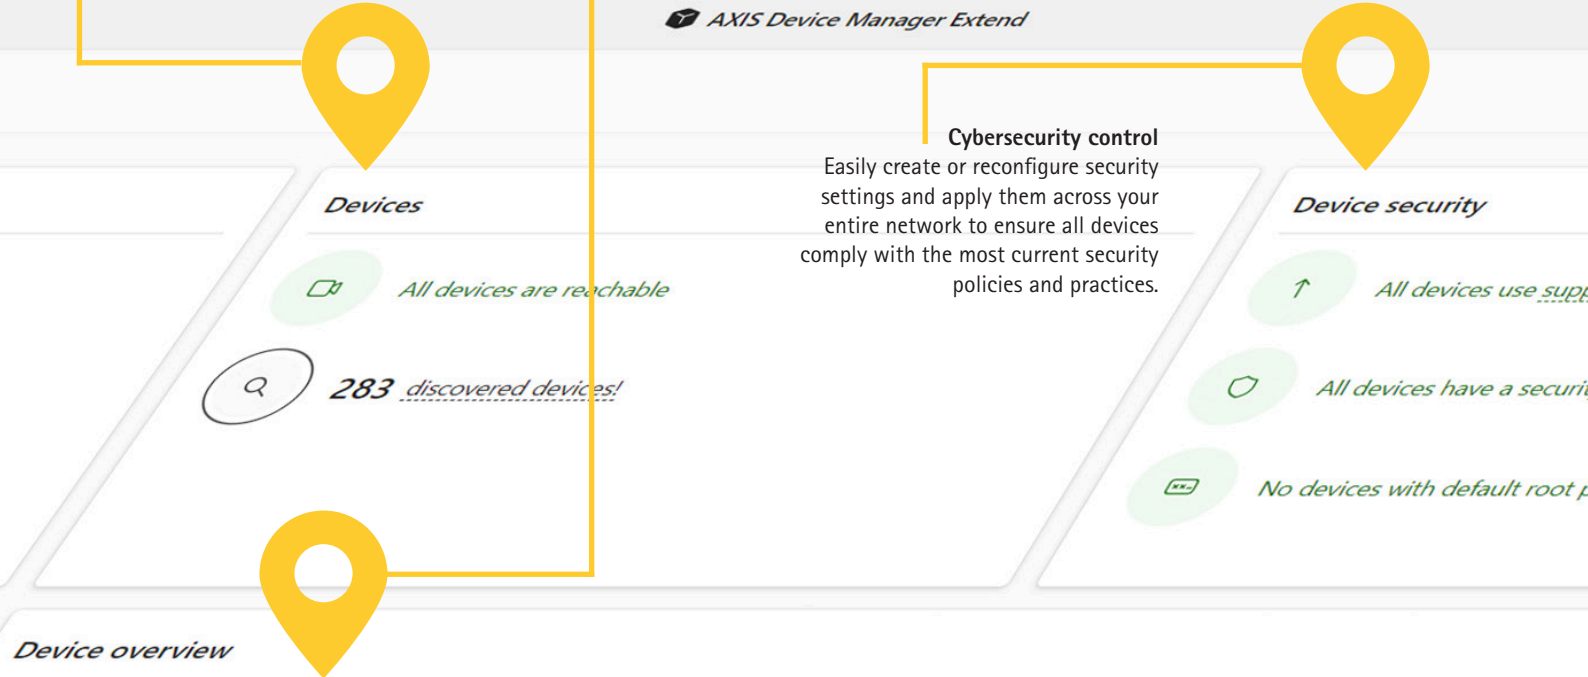 AXIS Device Manager Extend
Cybersecurity control
Easily create or reconfigure security
settings and apply them across your
entire network to ensure all devices
comply with the most current security
policies and practices.
Devices
All devices are reachable
283 discovered devices!
Device security
All devices use
All devices have a
No devices with default root
Device overview